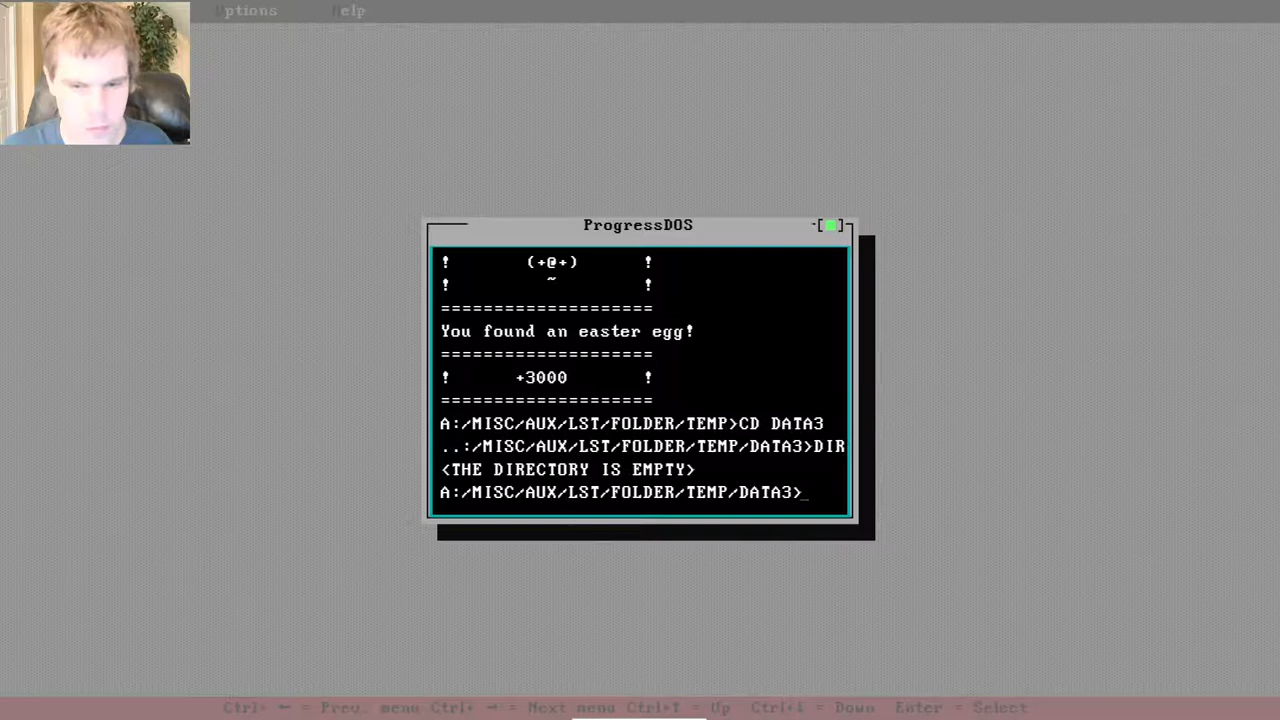 Options Help
ProgressDOS
[■]
! (+@+) !
! ~ !
====================
You found an easter egg!
====================
! +3000 !
====================
A:/MISC/AUX/LST/FOLDER/TEMP>CD DATA3
..:/MISC/AUX/LST/FOLDER/TEMP/DATA3>DIR
<THE DIRECTORY IS EMPTY>
A:/MISC/AUX/LST/FOLDER/TEMP/DATA3>_
Ctrl+ ← = Prev. menu Ctrl+ → = Next menu Ctrl+↑ = Up Ctrl+↓ = Down Enter = Select